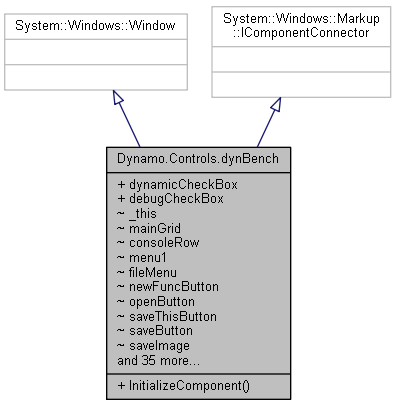 System::Windows::Window
System::Windows::Markup
::IComponentConnector
Dynamo.Controls.dynBench
+ dynamicCheckBox
+ debugCheckBox
~ _this
~ mainGrid
~ consoleRow
~ menu1
~ fileMenu
~ newFuncButton
~ openButton
~ saveThisButton
~ saveButton
~ saveImage
and 35 more...
+ InitializeComponent()